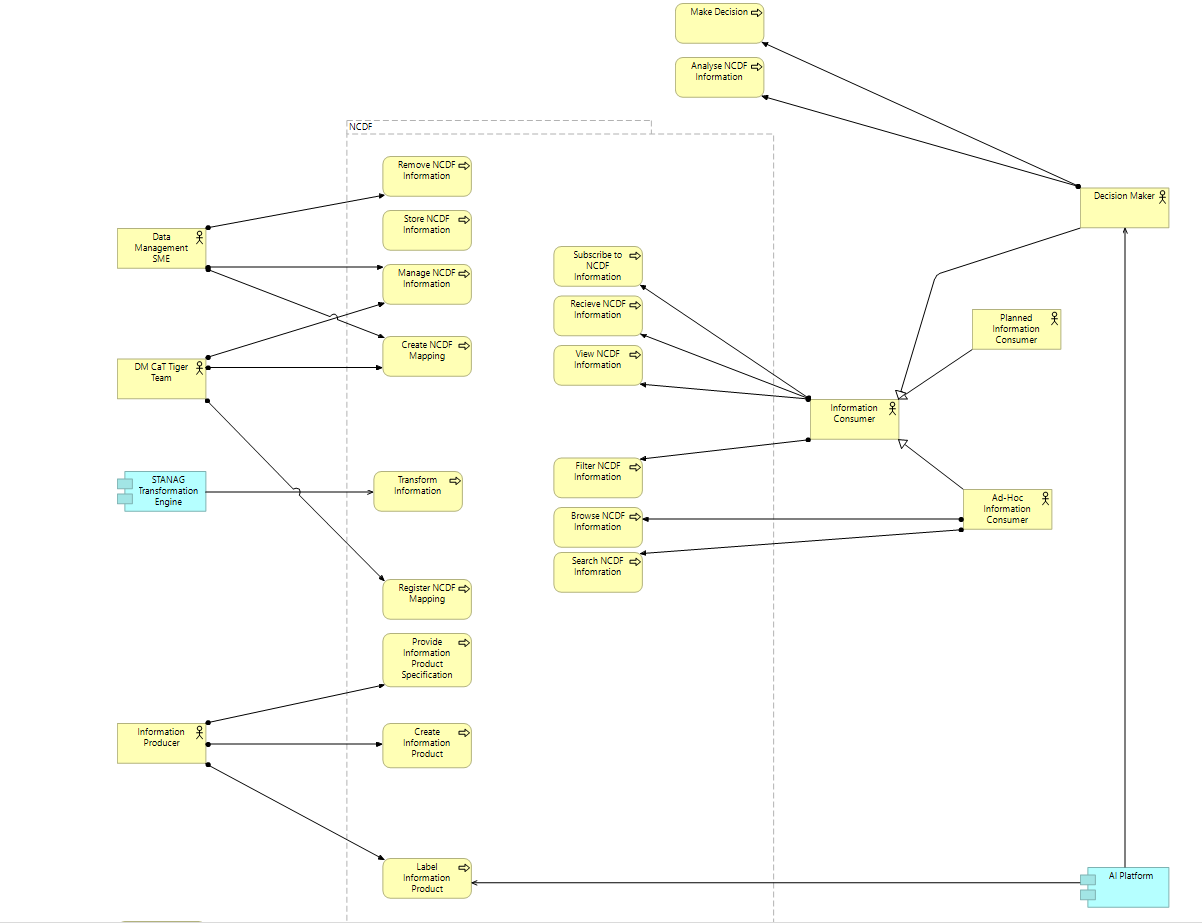 Make Decision
Analyse NCDF
Information
NCDF
Remove NCDF
Information
Decision Maker
Store NCDF
Information
Data
Management
SME
Subscribe to
NCDF
Information
Manage NCDF
Information
Recieve NCDF
Information
Planned
Information
Consumer
Create NCDF
Mapping
View NCDF
Information
DM CaT Tiger
Team
Information
Consumer
Filter NCDF
Information
STANAG
Transformation
Engine
Transform
Information
Ad-Hoc
Information
Consumer
Browse NCDF
Information
Search NCDF
Infomration
Register NCDF
Mapping
Provide
Information
Product
Specification
Information
Producer
Create
Information
Product
Label
Information
Product
AI Platform